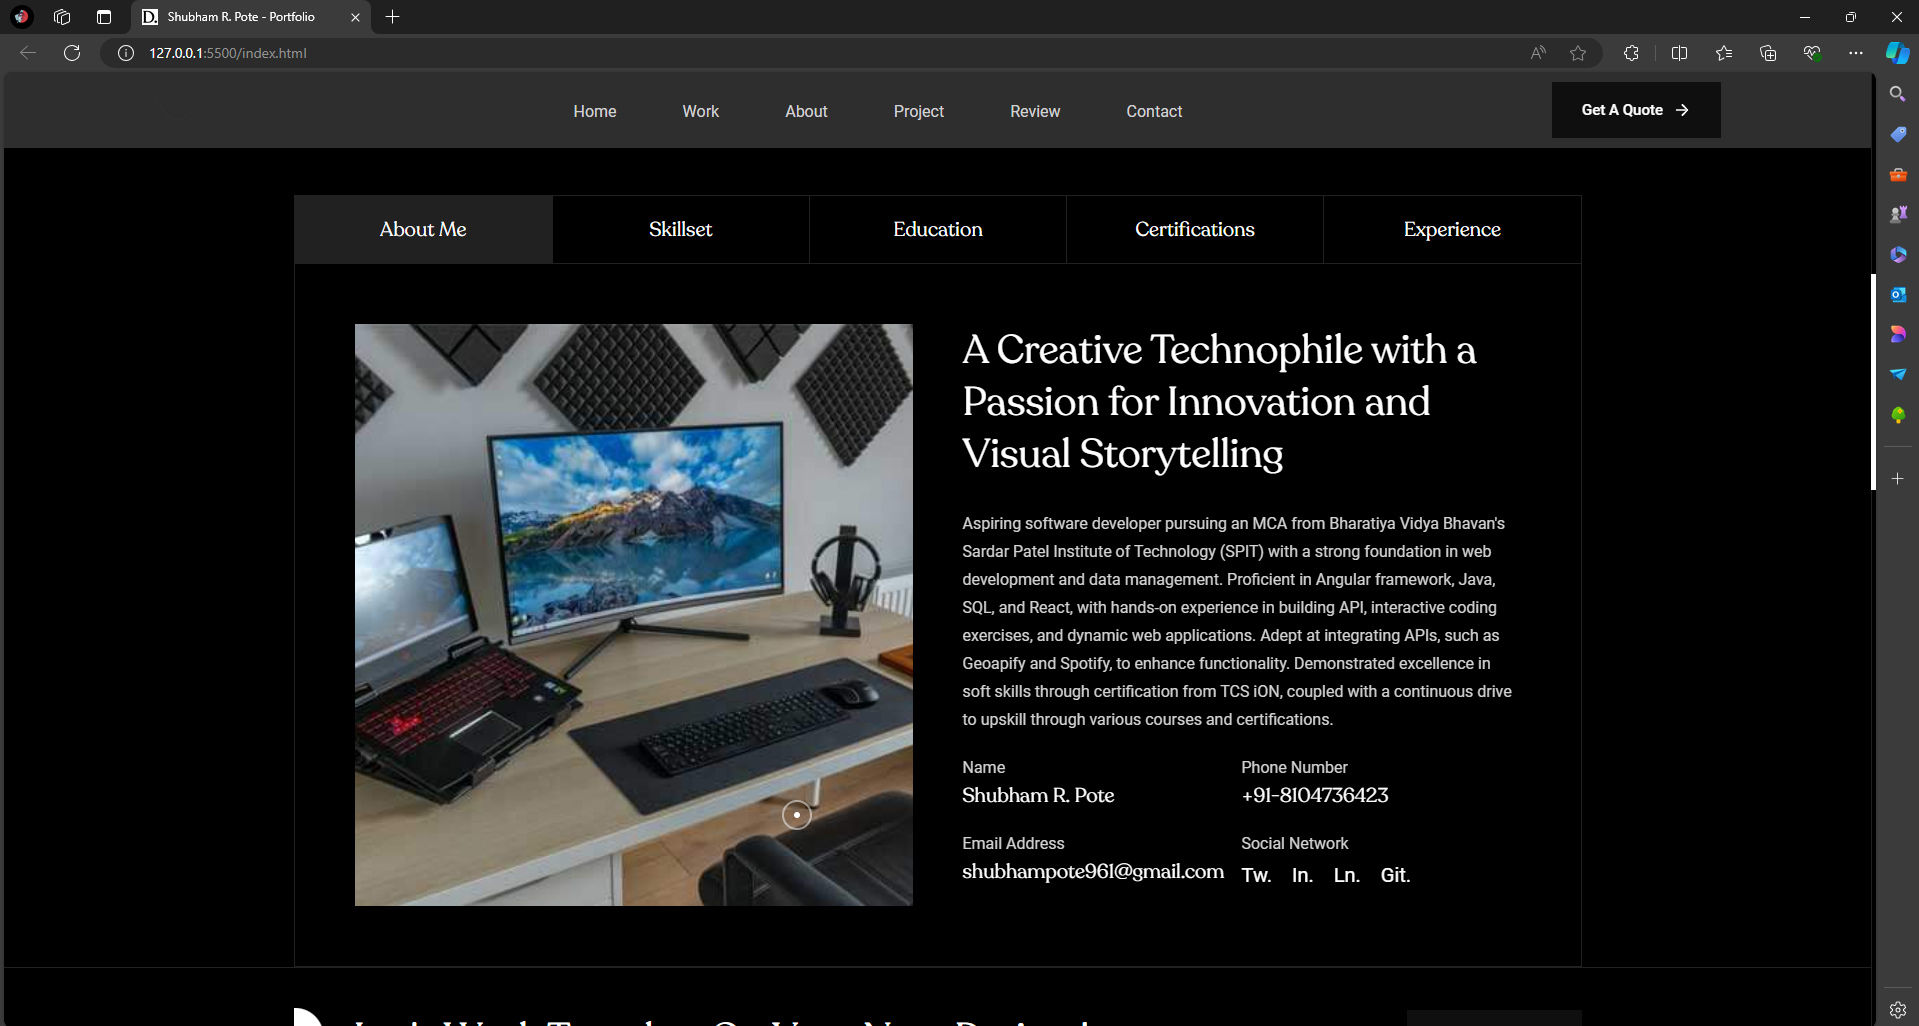 Shubham R. Pote - Portfolio
127.0.0.1:5500/index.html
Home Work About Project Review Contact Get A Quote →
About Me Skillset Education Certifications Experience
A Creative Technophile with a
Passion for Innovation and
Visual Storytelling
Aspiring software developer pursuing an MCA from Bharatiya Vidya Bhavan's
Sardar Patel Institute of Technology (SPIT) with a strong foundation in web
development and data management. Proficient in Angular framework, Java,
SQL, and React, with hands-on experience in building API, interactive coding
exercises, and dynamic web applications. Adept at integrating APIs, such as
Geoapify and Spotify, to enhance functionality. Demonstrated excellence in
soft skills through certification from TCS iON, coupled with a continuous drive
to upskill through various courses and certifications.
Name Phone Number
Shubham R. Pote +91-8104736423
Email Address Social Network
shubhampote961@gmail.com Tw. In. Ln. Git.